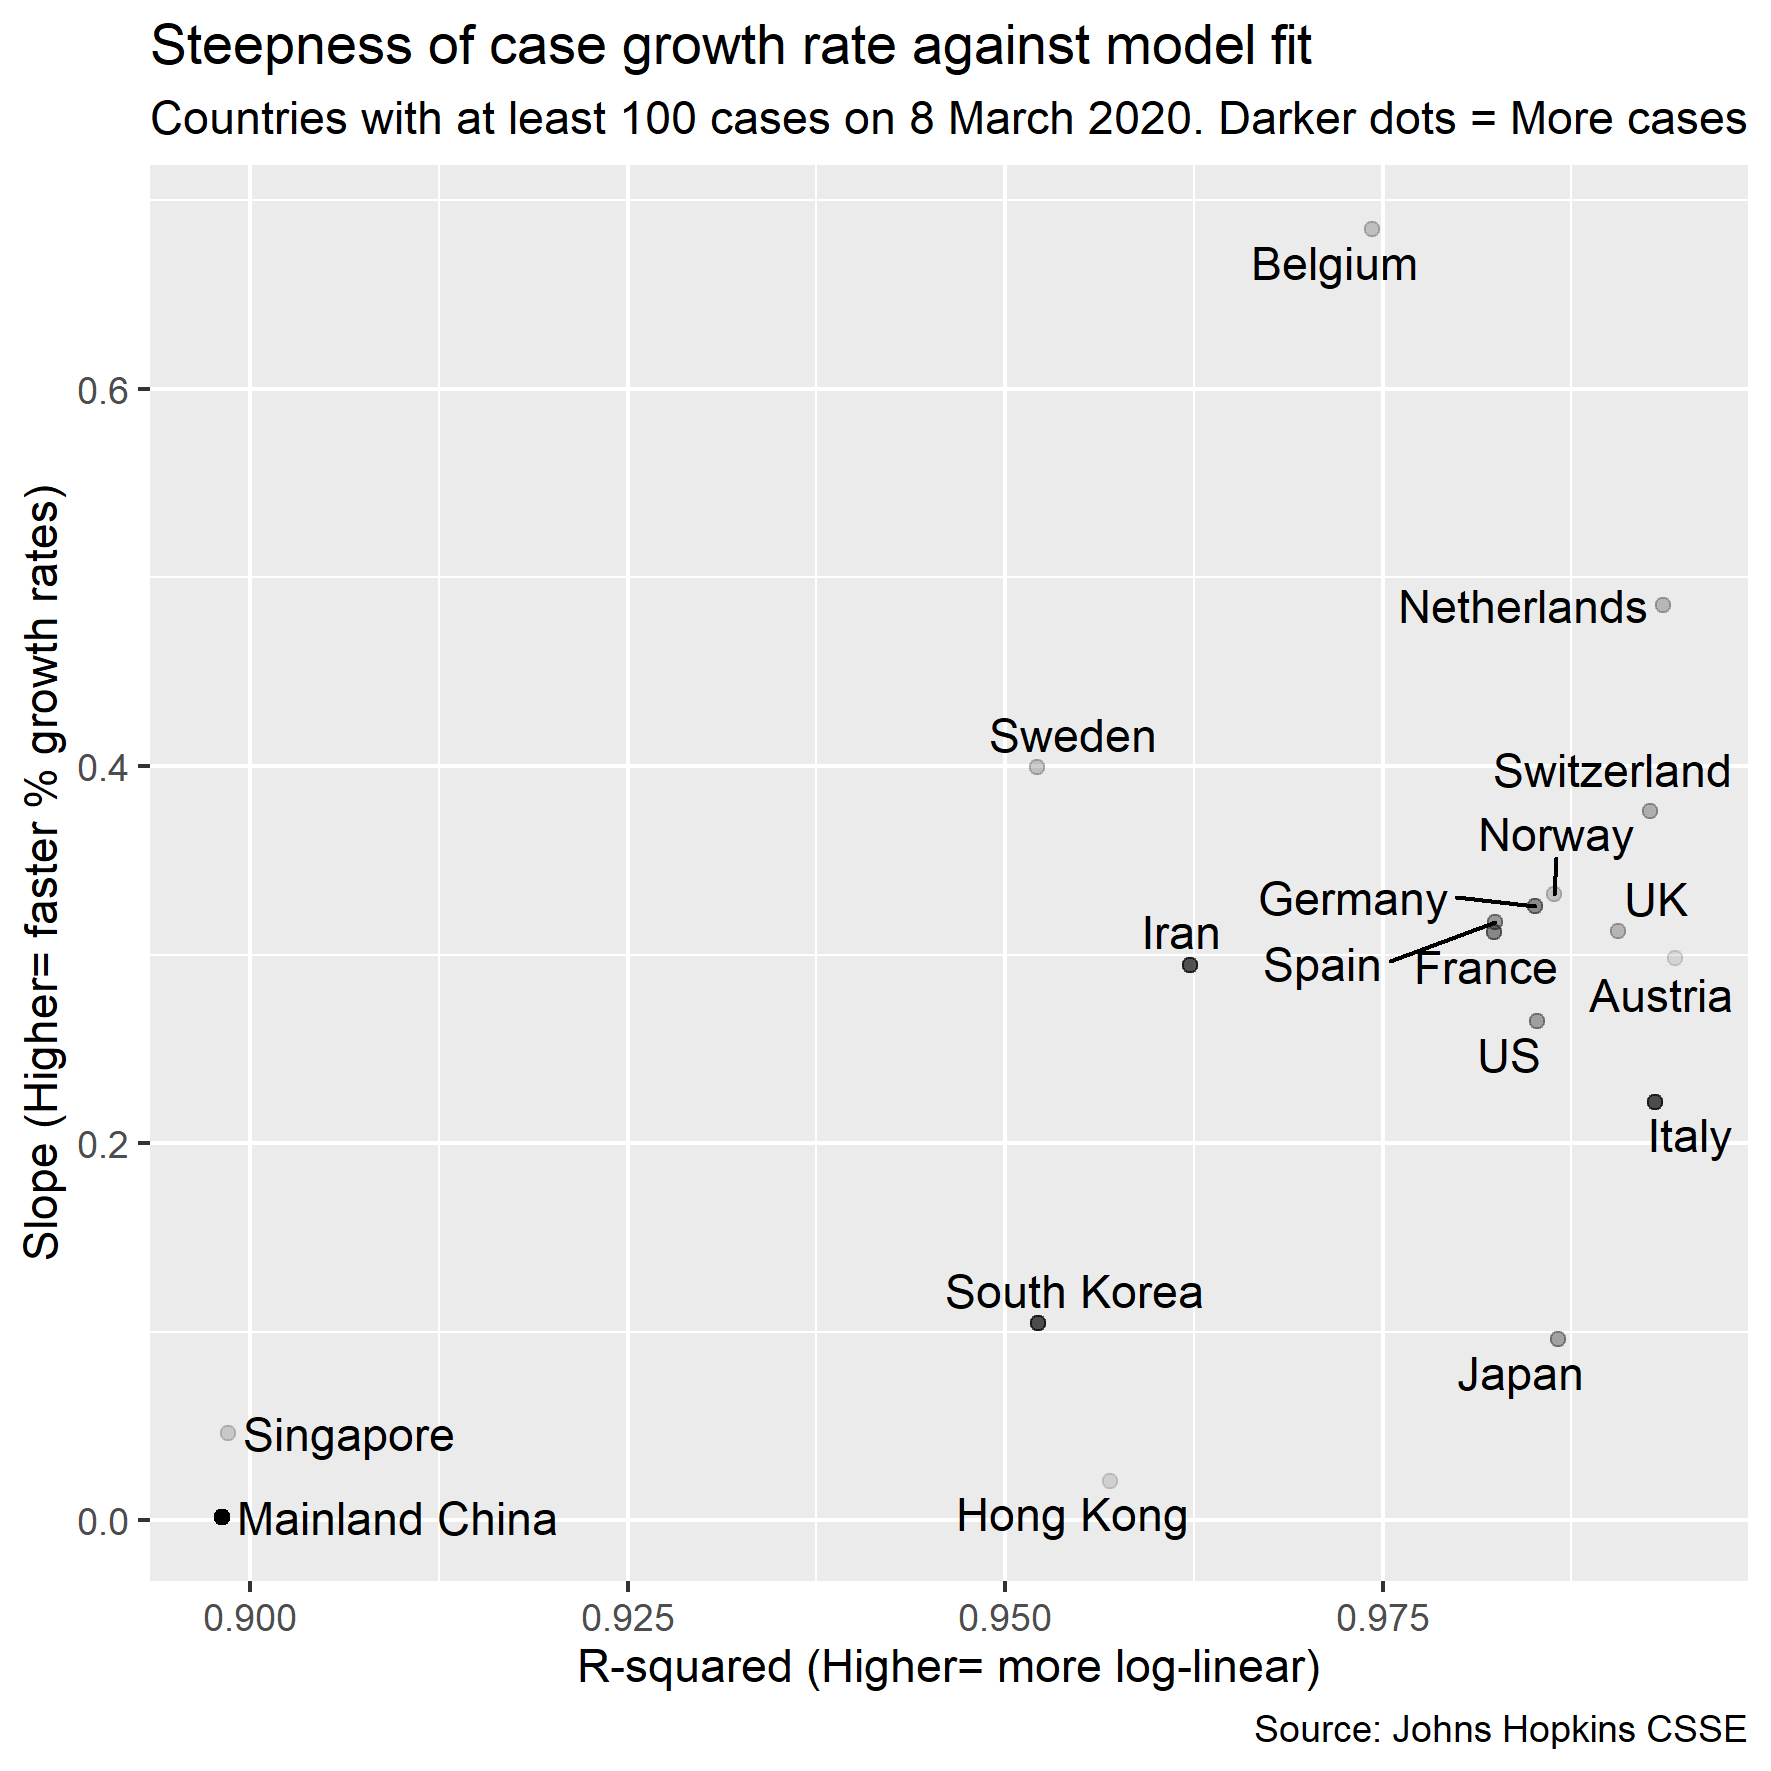 Steepness of case growth rate against model fit
Countries with at least 100 cases on 8 March 2020. Darker dots = More cases
Slope (Higher= faster % growth rates)
0.6
0.4
0.2
0.0
Belgium
Netherlands
Sweden
Switzerland
Norway
Germany
UK
Iran
Spain
France
Austria
US
Italy
South Korea
Japan
Singapore
Hong Kong
Mainland China
0.900
0.925
0.950
0.975
R-squared (Higher= more log-linear)
Source: Johns Hopkins CSSE